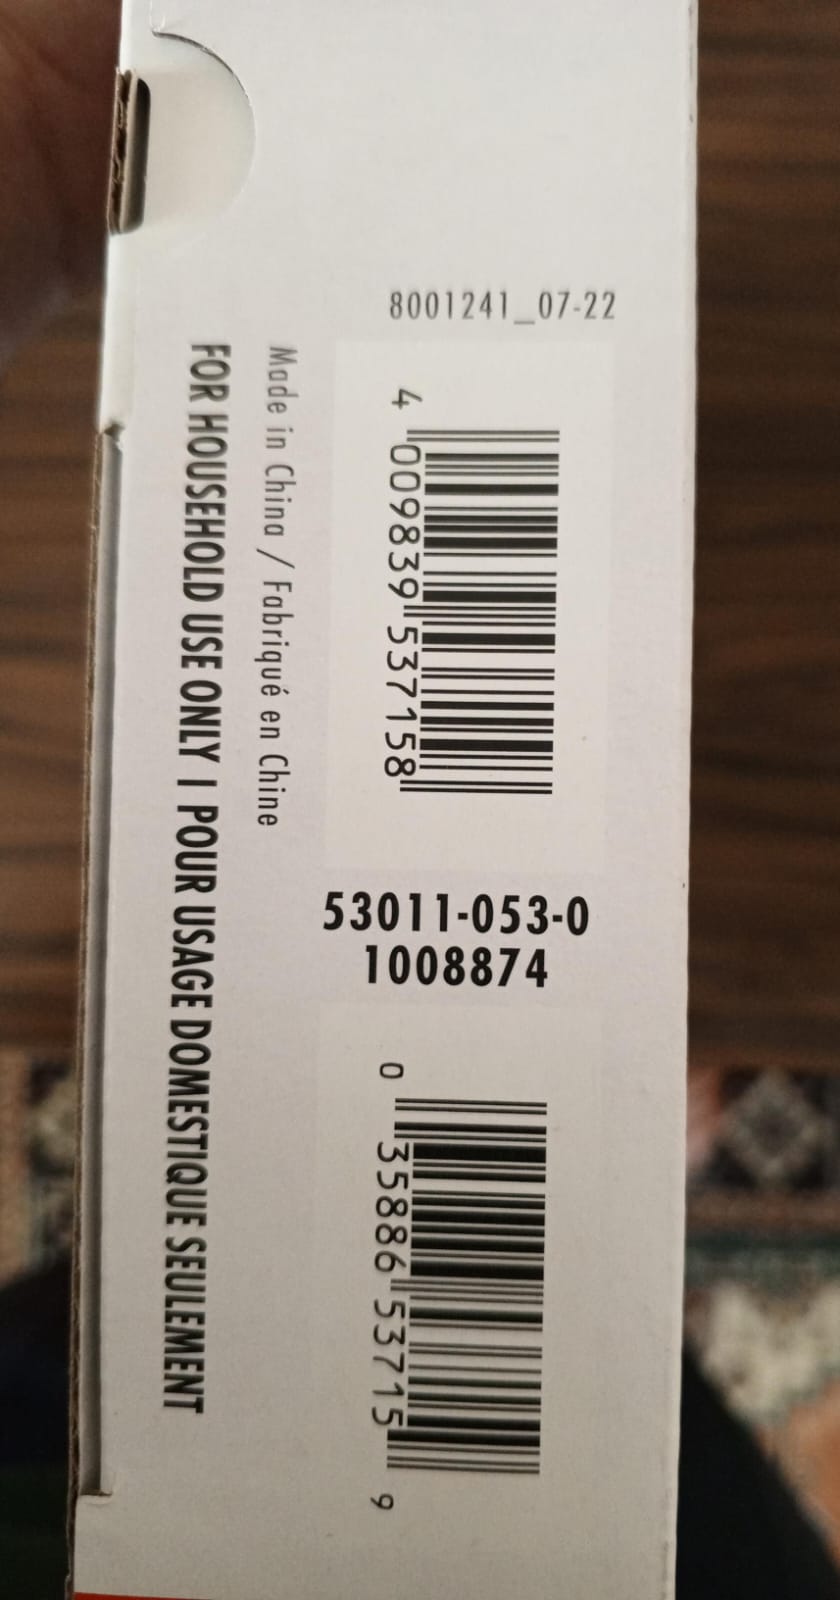 8001241_07-22
4 009839 537158
53011-053-0
1008874
0 35886 53715 9
Made in China / Fabriqué en Chine
FOR HOUSEHOLD USE ONLY I POUR USAGE DOMESTIQUE SEULEMENT